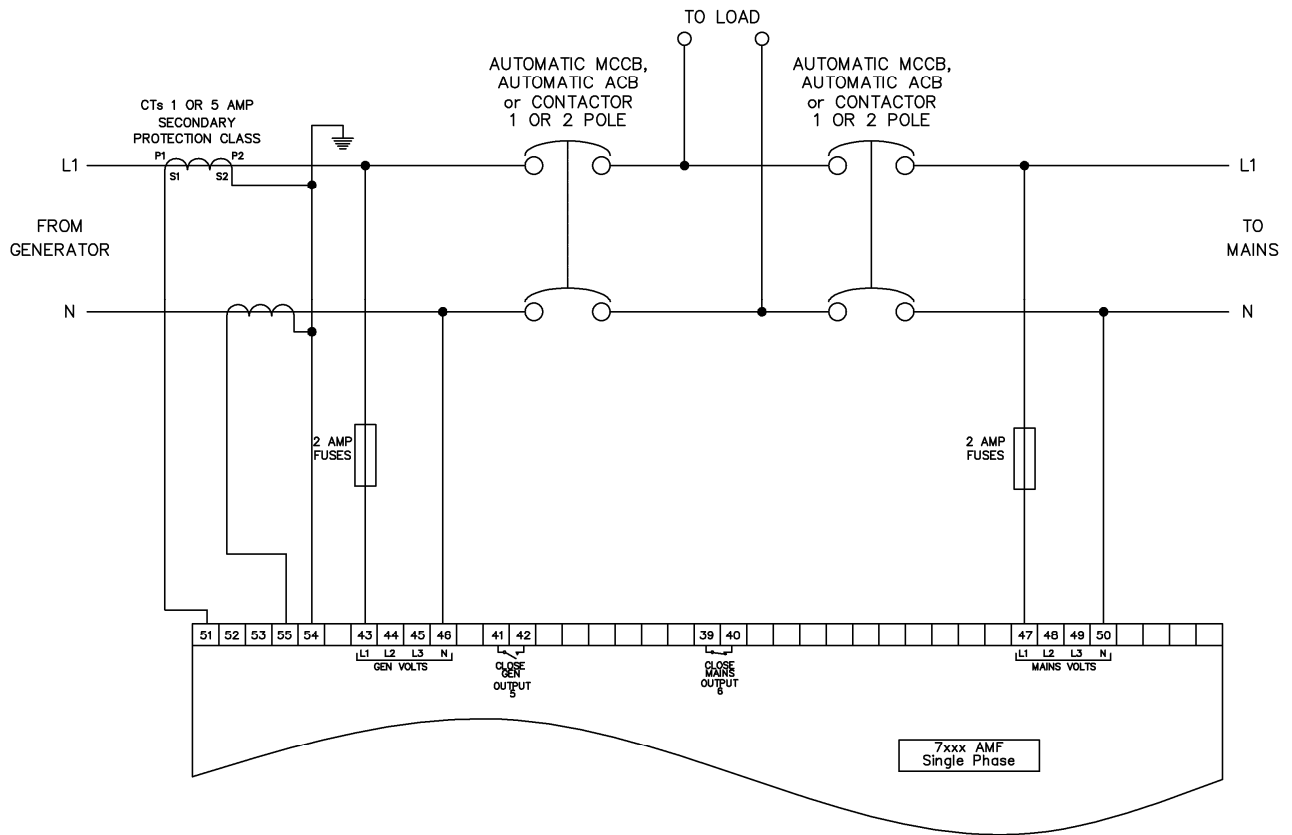 TO LOAD
AUTOMATIC MCCB,
AUTOMATIC ACB
or CONTACTOR
1 OR 2 POLE
AUTOMATIC MCCB,
AUTOMATIC ACB
or CONTACTOR
1 OR 2 POLE
CTs 1 OR 5 AMP
SECONDARY
PROTECTION CLASS
P1 P2
L1
S1 S2
L1
FROM
GENERATOR
TO
MAINS
N
N
2 AMP
FUSES
2 AMP
FUSES
51 52 53 55 54 43 44 45 46 41 42 39 40 47 48 49 50
L1 L2 L3 N
GEN VOLTS
CLOSE
GEN
OUTPUT
5
CLOSE
MAINS
OUTPUT
6
L1 L2 L3 N
MAINS VOLTS
7xxx AMF
Single Phase